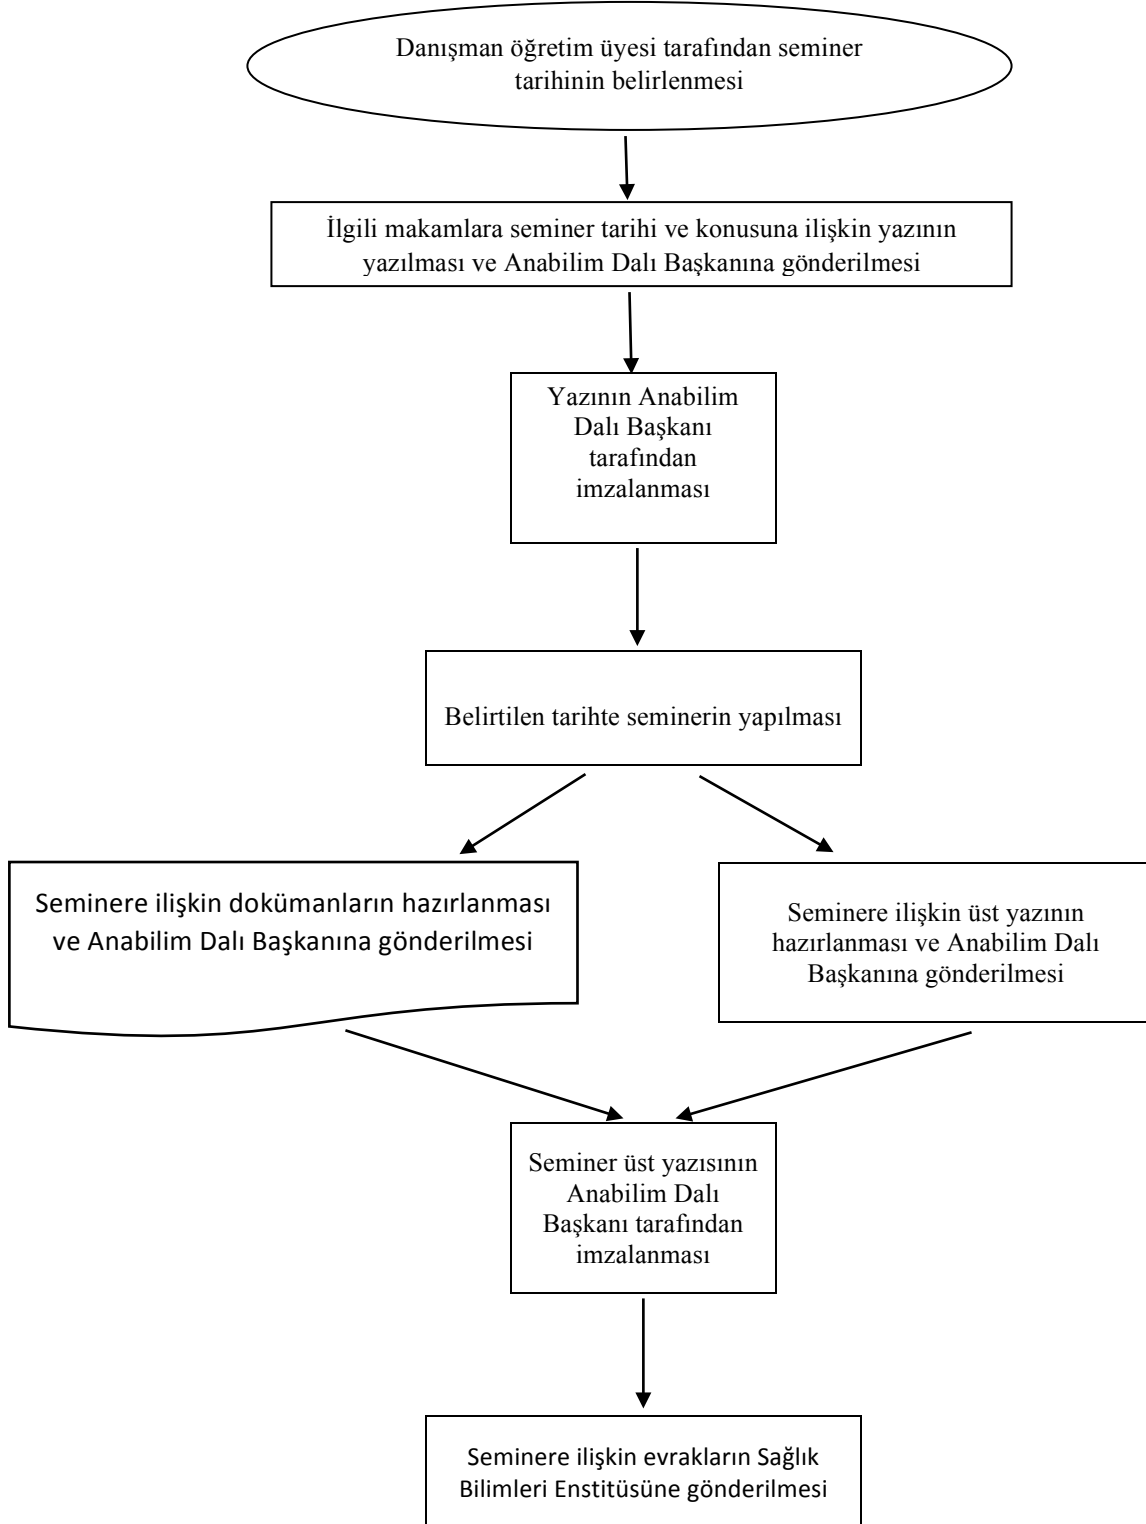 Danışman öğretim üyesi tarafından seminer
tarihinin belirlenmesi
İlgili makamlara seminer tarihi ve konusuna ilişkin yazının
yazılması ve Anabilim Dalı Başkanına gönderilmesi
Yazının Anabilim
Dalı Başkanı
tarafından
imzalanması
Belirtilen tarihte seminerin yapılması
Seminere ilişkin dokümanların hazırlanması
ve Anabilim Dalı Başkanına gönderilmesi
Seminere ilişkin üst yazının
hazırlanması ve Anabilim Dalı
Başkanına gönderilmesi
Seminer üst yazısının
Anabilim Dalı
Başkanı tarafından
imzalanması
Seminere ilişkin evrakların Sağlık
Bilimleri Enstitüsüne gönderilmesi